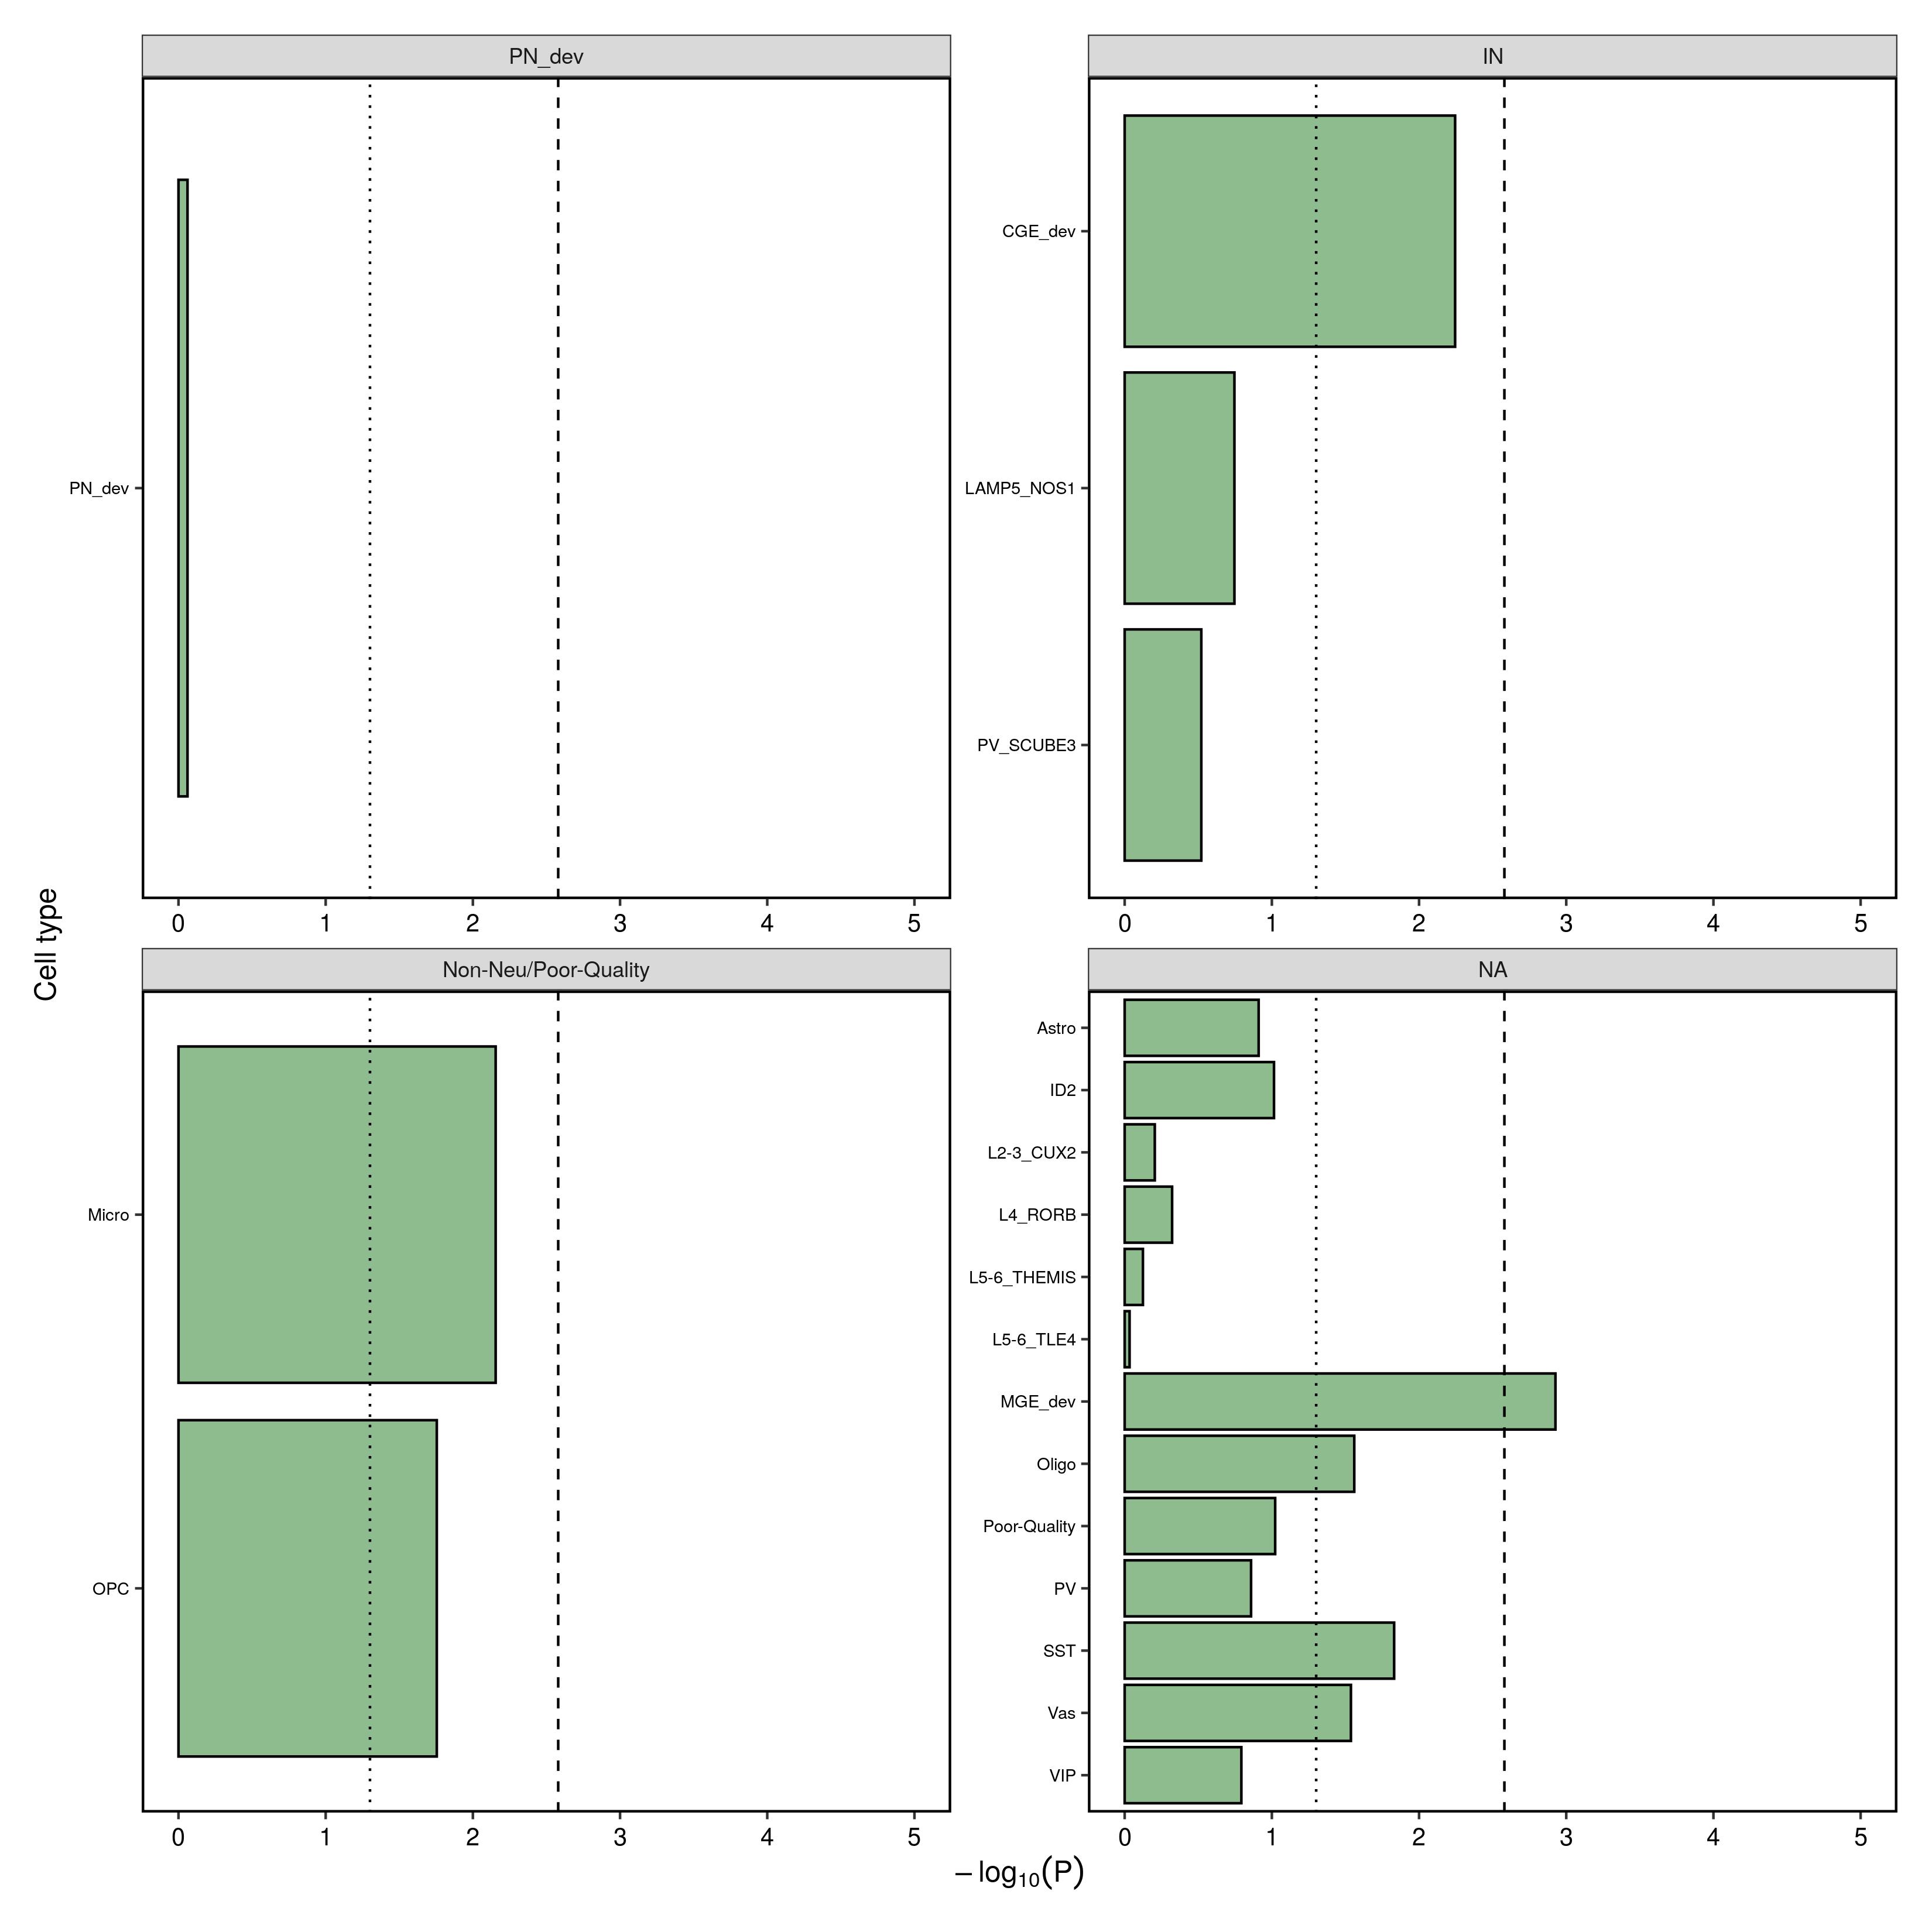 PN_dev
IN
CGE_dev
LAMP5_NOS1
PV_SCUBE3
PN_dev
0 1 2 3 4 5
0 1 2 3 4 5
Cell type
Non-Neu/Poor-Quality
NA
Micro
OPC
Astro
ID2
L2-3_CUX2
L4_RORB
L5-6_THEMIS
L5-6_TLE4
MGE_dev
Oligo
Poor-Quality
PV
SST
Vas
VIP
0 1 2 3 4 5
0 1 2 3 4 5
−log₁₀(P)